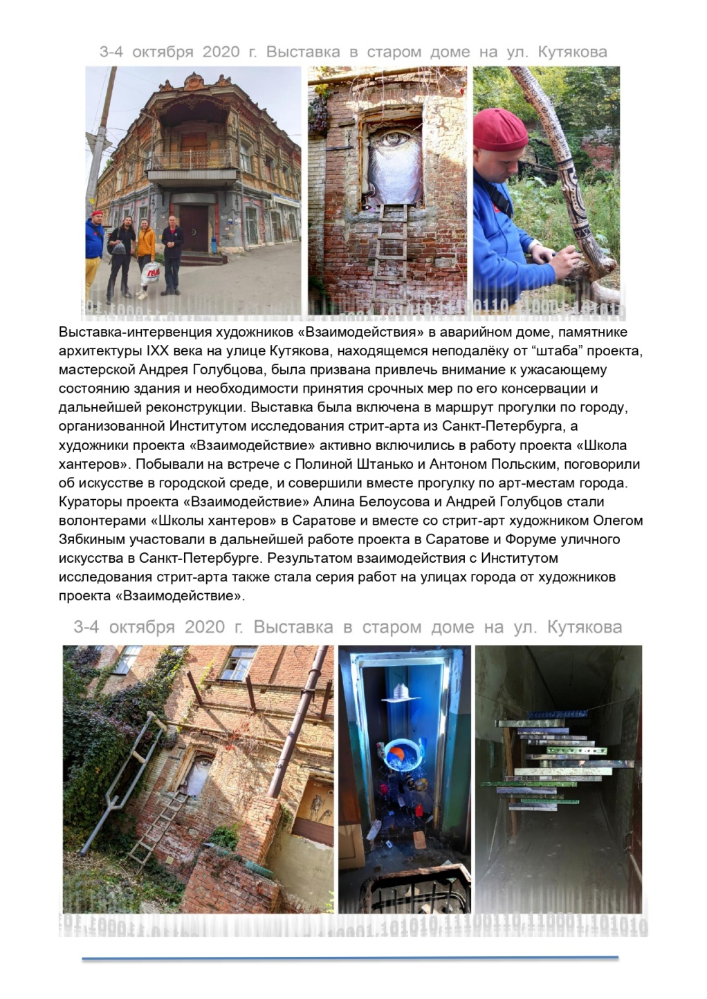 3-4 октября 2020 г. Выставка в старом доме на ул. Кутякова
Выставка-интервенция художников «Взаимодействия» в аварийном доме, памятнике
архитектуры IXX века на улице Кутякова, находящемся неподалёку от “штаба” проекта,
мастерской Андрея Голубцова, была призвана привлечь внимание к ужасающему
состоянию здания и необходимости принятия срочных мер по его консервации и
дальнейшей реконструкции. Выставка была включена в маршрут прогулки по городу,
организованной Институтом исследования стрит-арта из Санкт-Петербурга, а
художники проекта «Взаимодействие» активно включились в работу проекта «Школа
хантеров». Побывали на встрече с Полиной Штанько и Антоном Польским, поговорили
об искусстве в городской среде, и совершили вместе прогулку по арт-местам города.
Кураторы проекта «Взаимодействие» Алина Белоусова и Андрей Голубцов стали
волонтерами «Школы хантеров» в Саратове и вместе со стрит-арт художником Олегом
Зябкиным участовали в дальнейшей работе проекта в Саратове и Форуме уличного
искусства в Санкт-Петербурге. Результатом взаимодействия с Институтом
исследования стрит-арта также стала серия работ на улицах города от художников
проекта «Взаимодействие».
3-4 октября 2020 г. Выставка в старом доме на ул. Кутякова